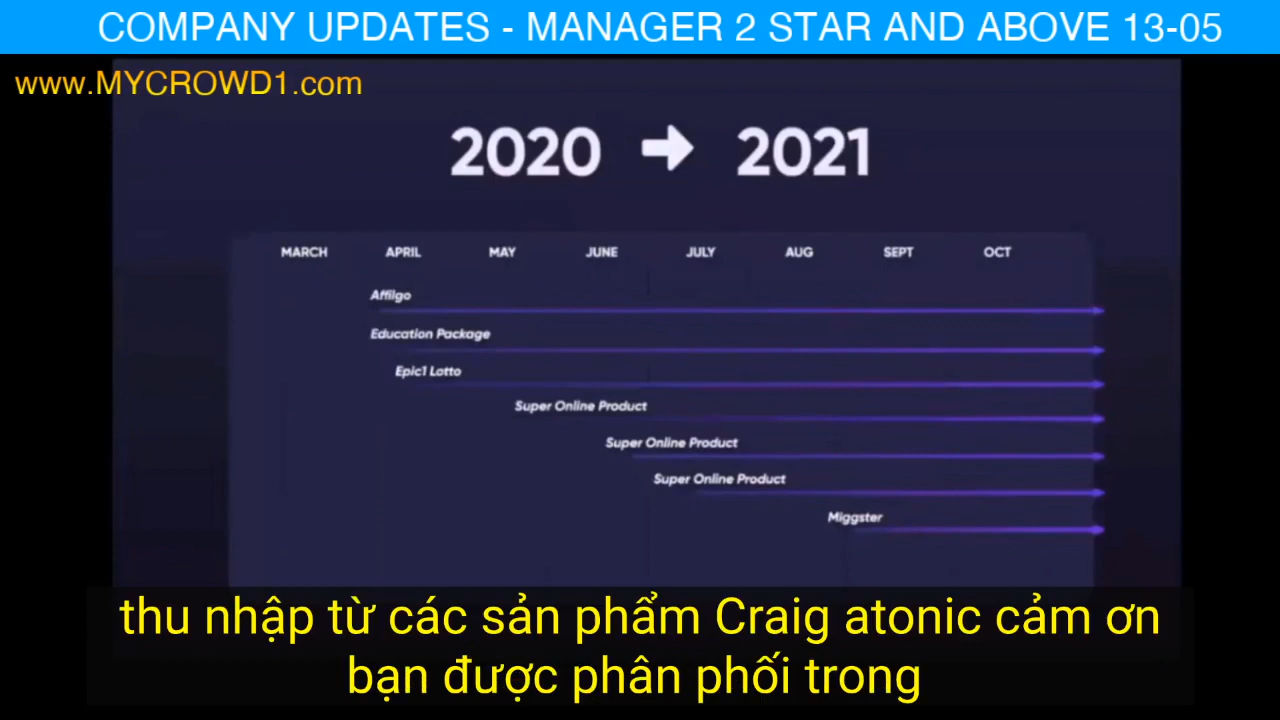 COMPANY UPDATES - MANAGER 2 STAR AND ABOVE 13-05
www.MYCROWD1.com
2020 → 2021
MARCH APRIL MAY JUNE JULY AUG SEPT OCT
Affilgo
Education Package
Epic1 Lotto
Super Online Product
Super Online Product
Super Online Product
Miggster
thu nhập từ các sản phẩm Craig atonic cảm ơn
bạn được phân phối trong